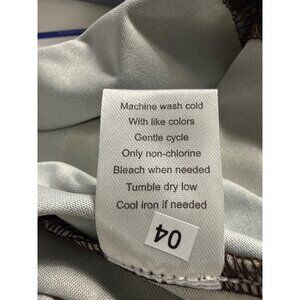 Machine wash cold
With like colors
Gentle cycle
Only non-chlorine
Bleach when needed
Tumble dry low
Cool iron if needed
04